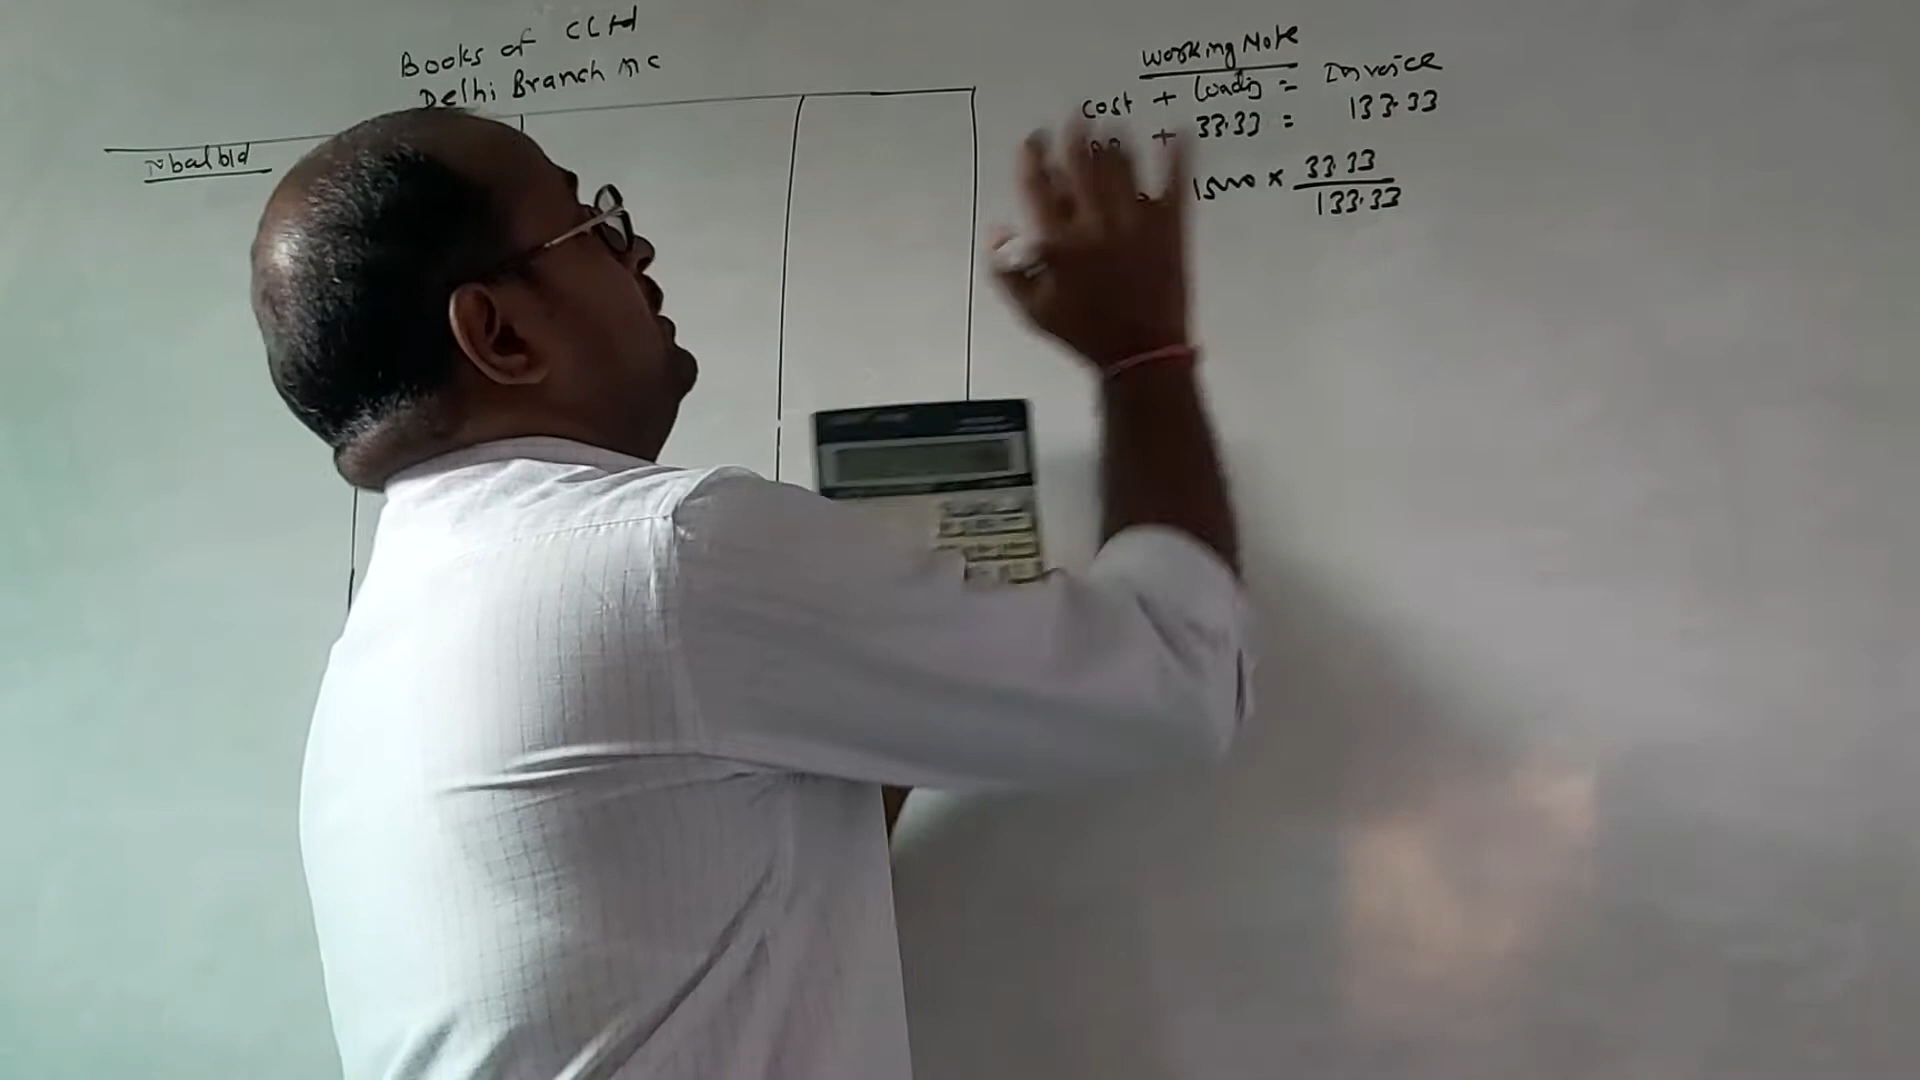 Books of C Ltd
Delhi Branch A/c
To bal b/d
Working Note
Cost + Loading = Invoice
+ 33.33 = 133.33
15000 × 33.33
133.33